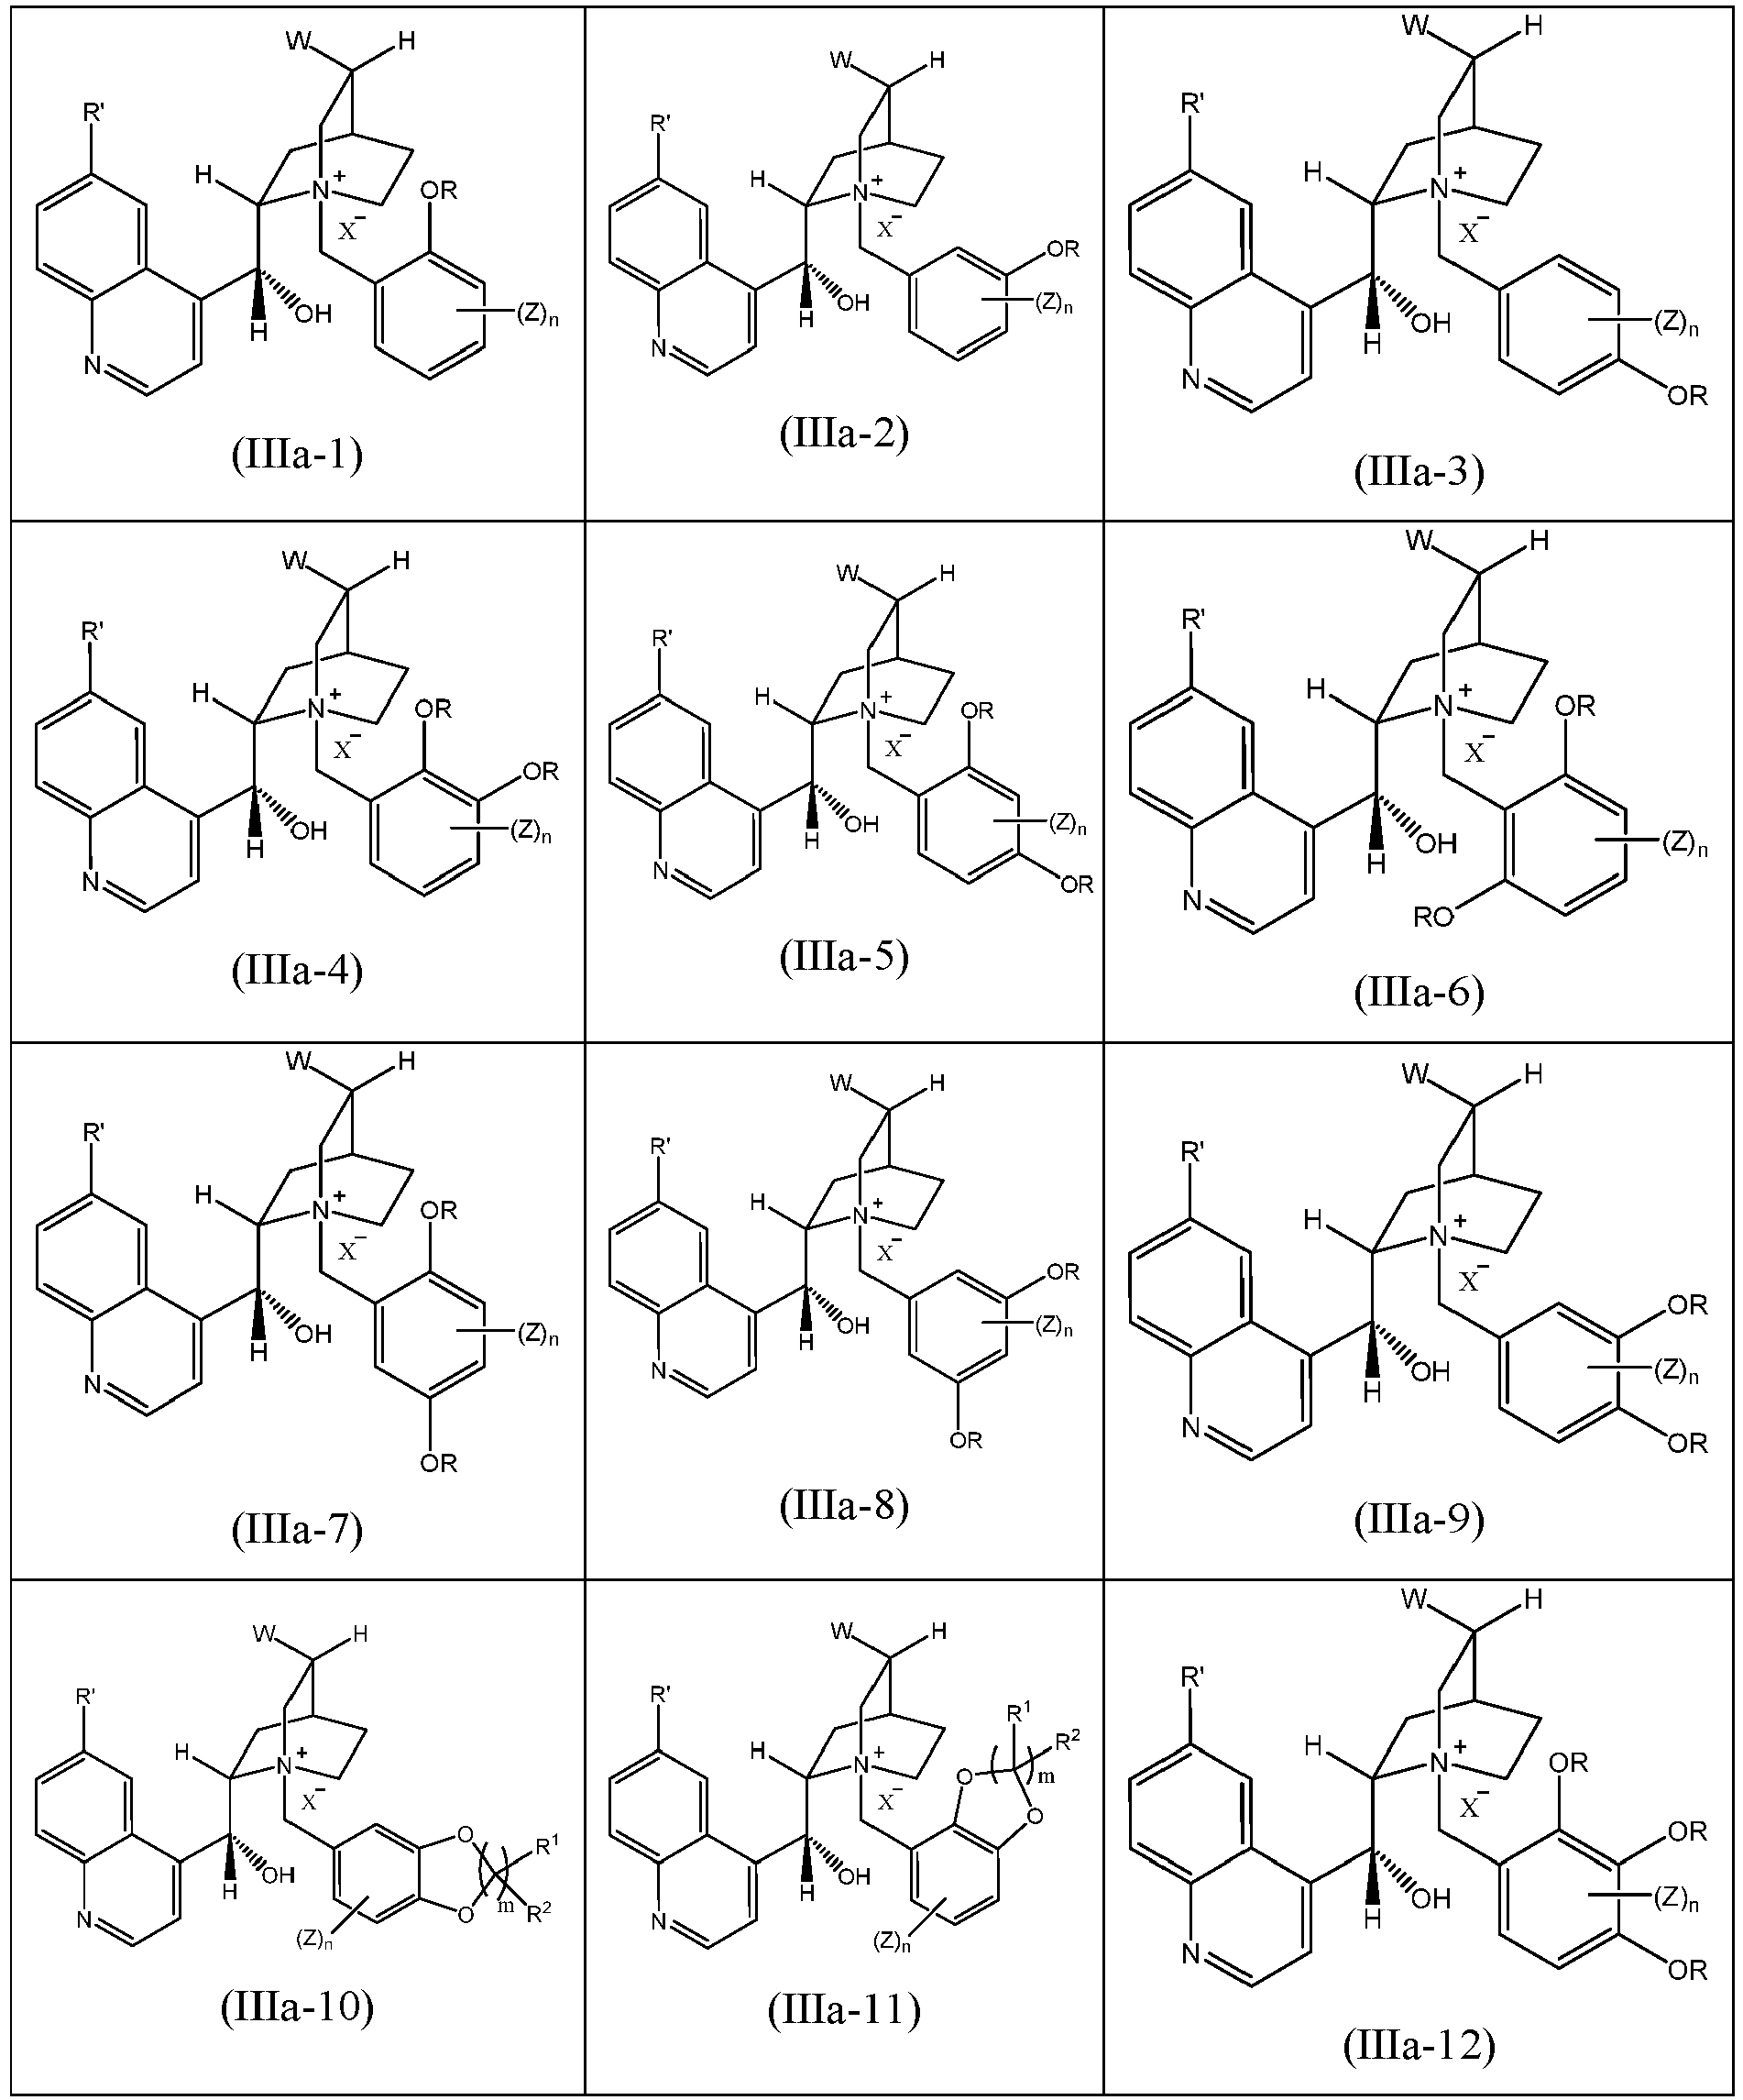 W H
R'
H N+ OR
X−
OH (Z)n
H
N
(IIIa-1)
W H
R'
H N+
X− OR
OH (Z)n
H
N
(IIIa-2)
W H
R'
H N+
X−
OH (Z)n
H
N OR
(IIIa-3)
W H
R'
H N+ OR
X− OR
OH (Z)n
H
N
(IIIa-4)
W H
R'
H N+ OR
X−
OH (Z)n
H
N OR
(IIIa-5)
W H
R'
H N+ OR
X−
OH (Z)n
H
N RO
(IIIa-6)
W H
R'
H N+ OR
X−
OH (Z)n
H
N
OR
(IIIa-7)
W H
R'
H N+
X− OR
OH (Z)n
H
N
OR
(IIIa-8)
W H
R'
H N+
X− OR
OH (Z)n
H
N OR
(IIIa-9)
W H
R'
H N+
X−
O R1
OH
H m
N O R2
(Z)n
(IIIa-10)
W H
R' R1
R2
H N+
O m
X− O
OH
H
N
(Z)n
(IIIa-11)
W H
R'
H N+ OR
X−
OR
OH (Z)n
H
N OR
(IIIa-12)